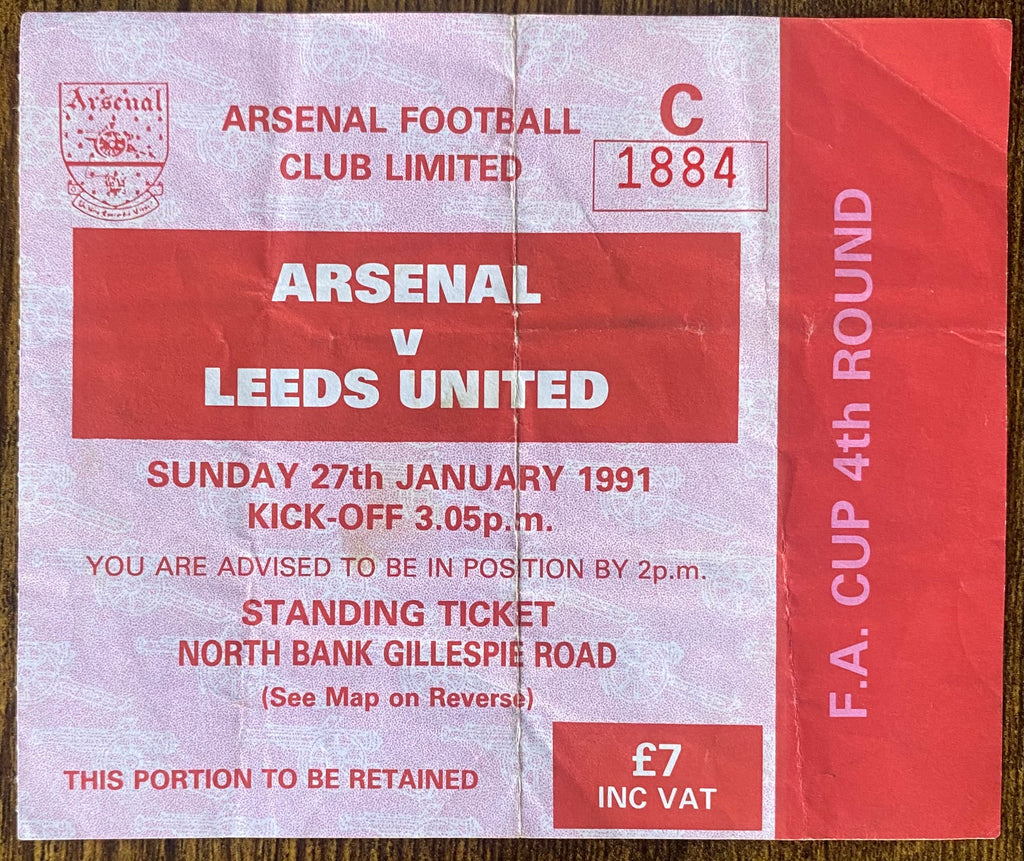 Arsenal
ARSENAL FOOTBALL
CLUB LIMITED
C
1884
ARSENAL
v
LEEDS UNITED
SUNDAY 27th JANUARY 1991
KICK-OFF 3.05p.m.
YOU ARE ADVISED TO BE IN POSITION BY 2p.m.
STANDING TICKET
NORTH BANK GILLESPIE ROAD
(See Map on Reverse)
THIS PORTION TO BE RETAINED
£7
INC VAT
F.A. CUP 4th ROUND